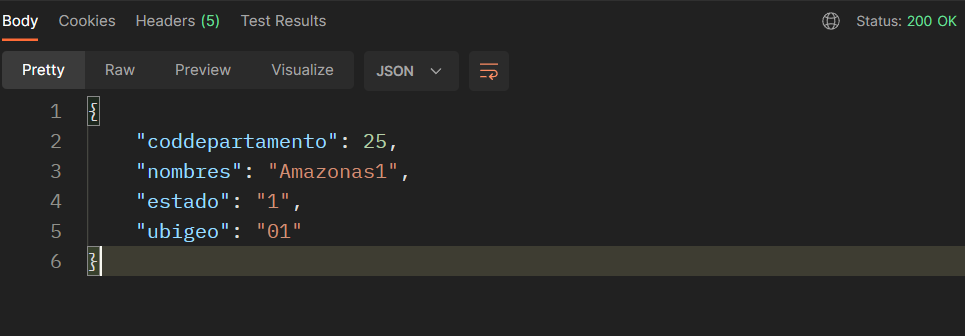 Body Cookies Headers (5) Test Results Status: 200 OK
Pretty Raw Preview Visualize JSON
1 {
2 "coddepartamento": 25,
3 "nombres": "Amazonas1",
4 "estado": "1",
5 "ubigeo": "01"
6 }